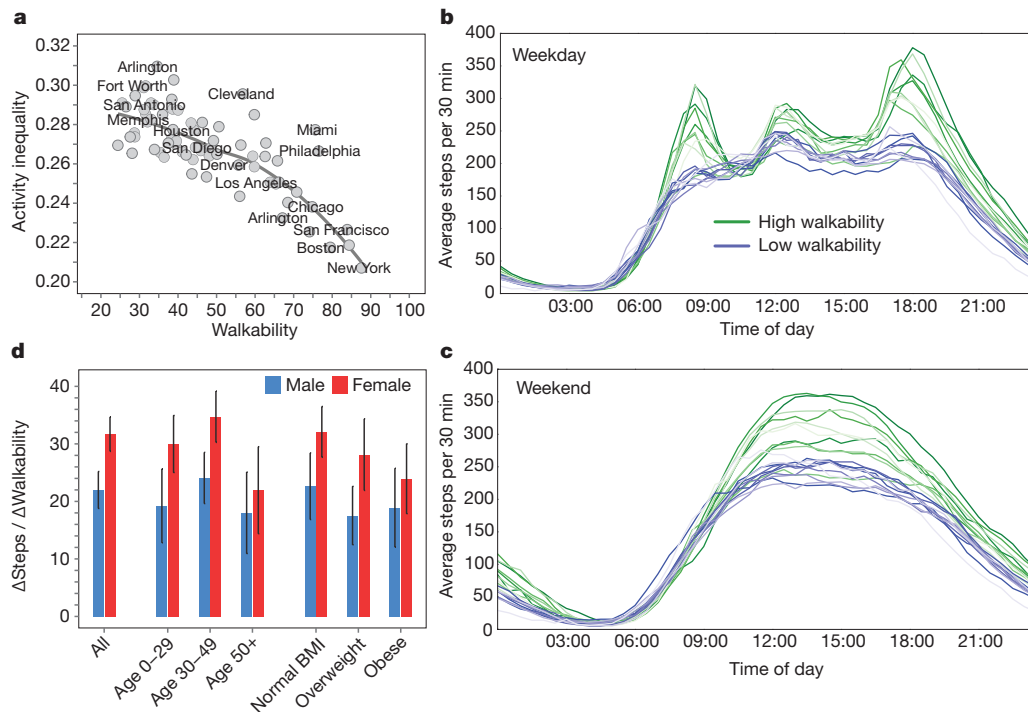 a
0.32
0.30
0.28
0.26
0.24
0.22
0.20
Activity inequality
Arlington
Fort Worth
Cleveland
San Antonio
Memphis
Houston
Miami
San Diego
Philadelphia
Denver
Los Angeles
Chicago
Arlington
San Francisco
Boston
New York
20 30 40 50 60 70 80 90 100
Walkability
b
Weekday
400
350
300
250
200
150
100
50
0
Average steps per 30 min
High walkability
Low walkability
03:00 06:00 09:00 12:00 15:00 18:00 21:00
Time of day
d
Male Female
40
30
20
10
0
ΔSteps / ΔWalkability
All
Age 0–29
Age 30–49
Age 50+
Normal BMI
Overweight
Obese
c
Weekend
400
350
300
250
200
150
100
50
0
Average steps per 30 min
03:00 06:00 09:00 12:00 15:00 18:00 21:00
Time of day